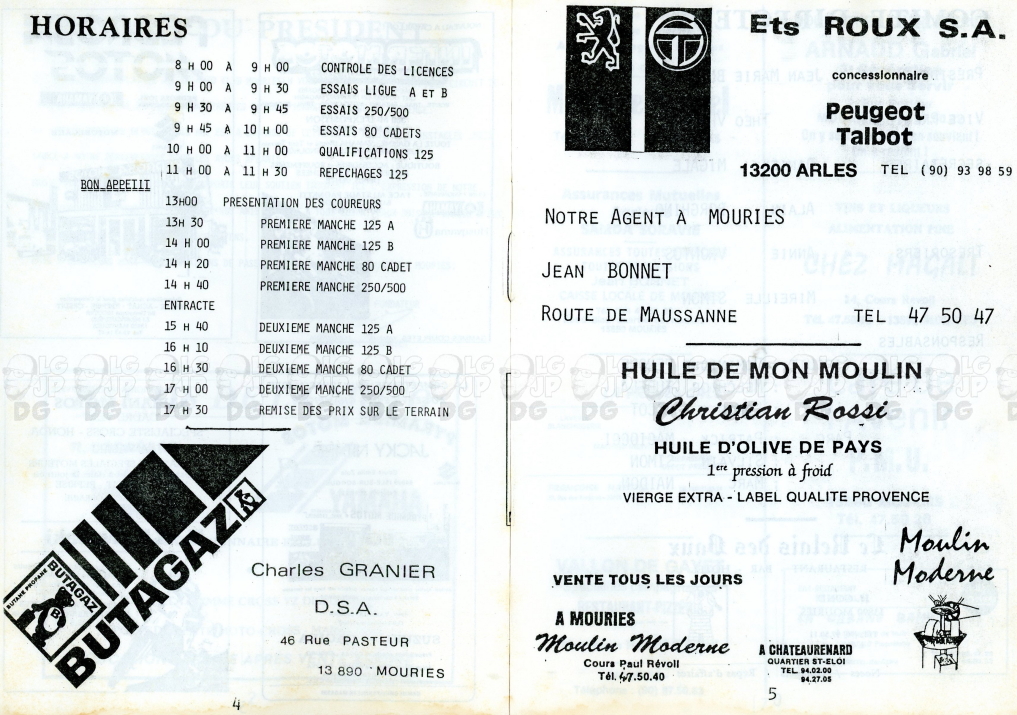 HORAIRES
8 H 00 A 9 H 00 CONTROLE DES LICENCES
9 H 00 A 9 H 30 ESSAIS LIGUE A ET B
9 H 30 A 9 H 45 ESSAIS 250/500
9 H 45 A 10 H 00 ESSAIS 80 CADETS
10 H 00 A 11 H 00 QUALIFICATIONS 125
11 H 00 A 11 H 30 REPECHAGES 125
BON APPETIT
13H00 PRESENTATION DES COUREURS
13H 30 PREMIERE MANCHE 125 A
14 H 00 PREMIERE MANCHE 125 B
14 H 20 PREMIERE MANCHE 80 CADET
14 H 40 PREMIERE MANCHE 250/500
ENTRACTE
15 H 40 DEUXIEME MANCHE 125 A
16 H 10 DEUXIEME MANCHE 125 B
16 H 30 DEUXIEME MANCHE 80 CADET
17 H 00 DEUXIEME MANCHE 250/500
17 H 30 REMISE DES PRIX SUR LE TERRAIN
BUTANE PROPANE
BUTAGAZ
B
BUTAGAZ
Charles GRANIER
D.S.A.
46 Rue PASTEUR
13 890 MOURIES
4
Ets ROUX S.A.
concessionnaire
Peugeot
Talbot
13200 ARLES TEL (90) 93 98 59
NOTRE AGENT À MOURIES
JEAN BONNET
ROUTE DE MAUSSANNE TEL 47 50 47
HUILE DE MON MOULIN
Christian Rossi
HUILE D'OLIVE DE PAYS
1ere pression à froid
VIERGE EXTRA - LABEL QUALITE PROVENCE
Moulin
Moderne
VENTE TOUS LES JOURS
A MOURIES
Moulin Moderne
Cours Paul Révoil
Tél. 47.50.40
A CHATEAURENARD
QUARTIER ST-ELOI
TEL. 94.02.00
94.27.05
5